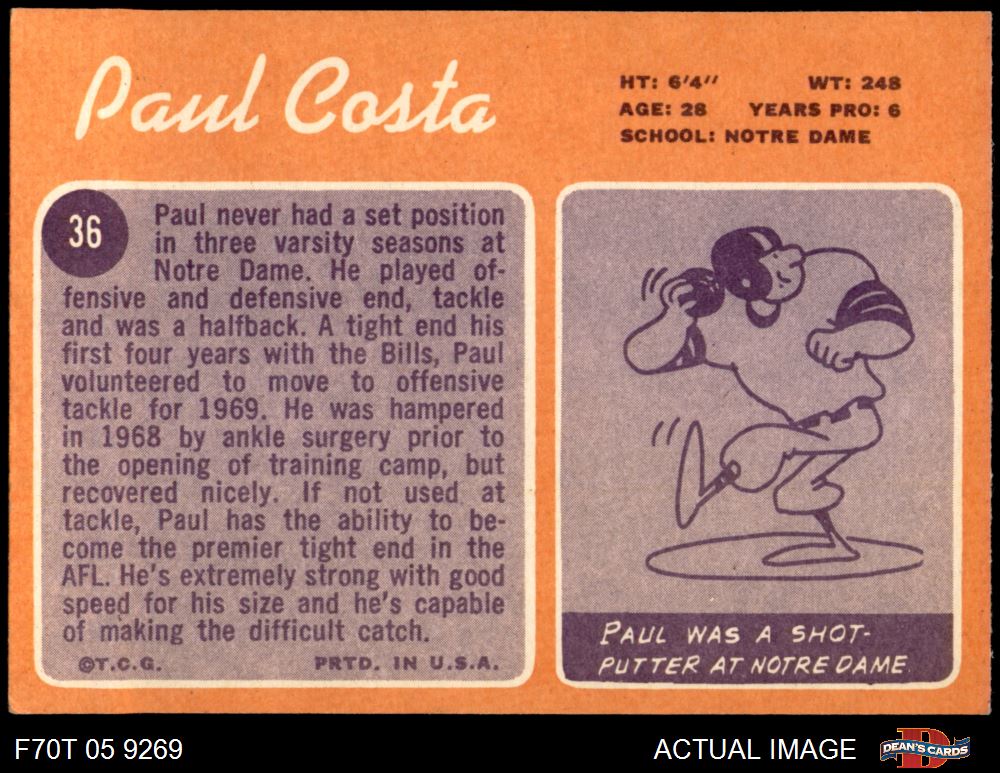 Paul Costa
HT: 6'4'' WT: 248
AGE: 28 YEARS PRO: 6
SCHOOL: NOTRE DAME
36
Paul never had a set position
in three varsity seasons at
Notre Dame. He played of-
fensive and defensive end, tackle
and was a halfback. A tight end his
first four years with the Bills, Paul
volunteered to move to offensive
tackle for 1969. He was hampered
in 1968 by ankle surgery prior to
the opening of training camp, but
recovered nicely. If not used at
tackle, Paul has the ability to be-
come the premier tight end in the
AFL. He's extremely strong with good
speed for his size and he's capable
of making the difficult catch.
©T.C.G. PRTD. IN U.S.A.
PAUL WAS A SHOT-
PUTTER AT NOTRE DAME
F70T 05 9269
ACTUAL IMAGE
DEAN'S CARDS